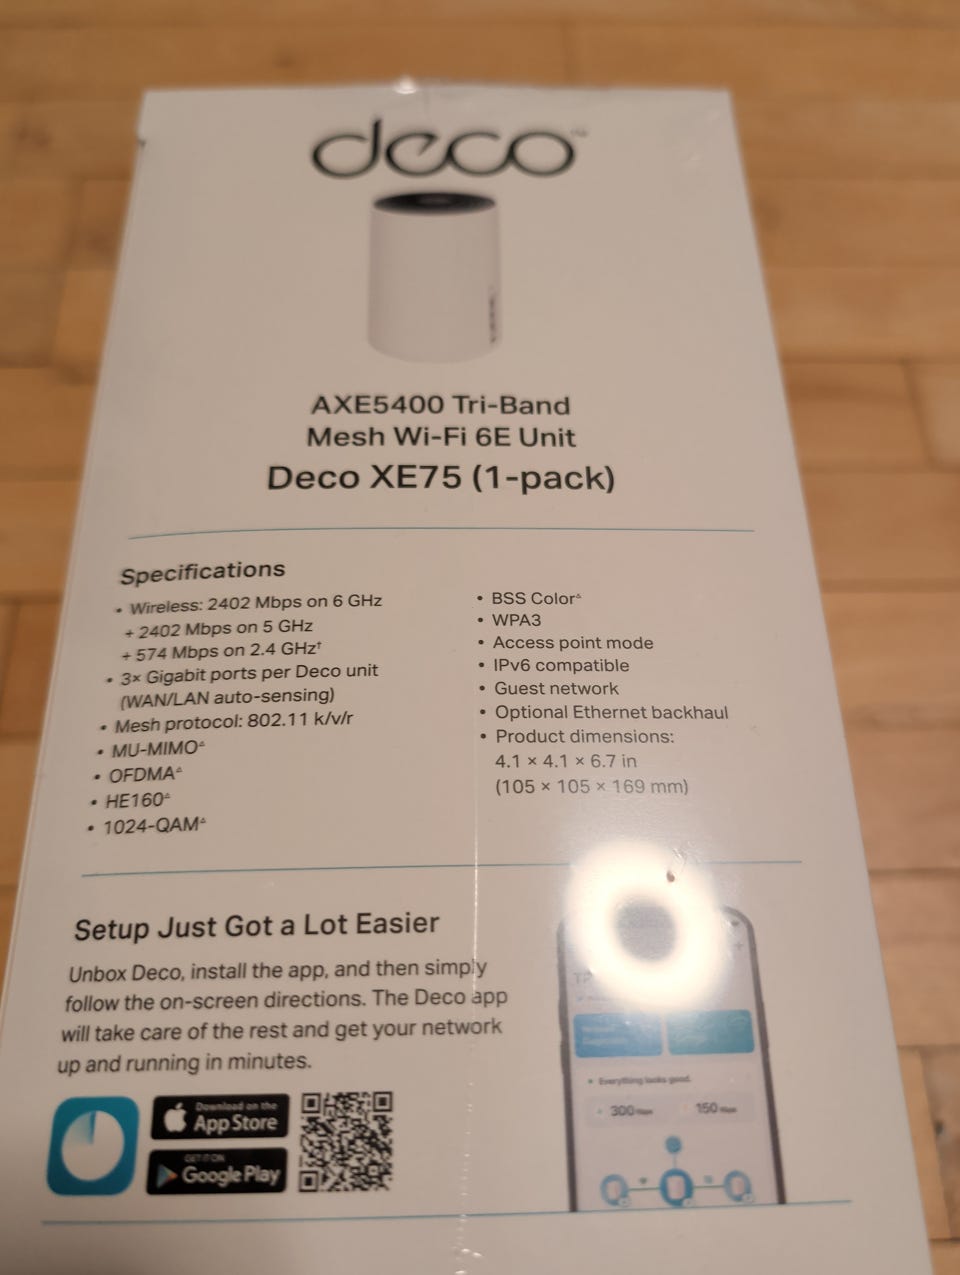 deco™
AXE5400 Tri-Band
Mesh Wi-Fi 6E Unit
Deco XE75 (1-pack)
Specifications
• Wireless: 2402 Mbps on 6 GHz
+ 2402 Mbps on 5 GHz
+ 574 Mbps on 2.4 GHz†
• 3× Gigabit ports per Deco unit
(WAN/LAN auto-sensing)
• Mesh protocol: 802.11 k/v/r
• MU-MIMO△
• OFDMA△
• HE160△
• 1024-QAM△
• BSS Color△
• WPA3
• Access point mode
• IPv6 compatible
• Guest network
• Optional Ethernet backhaul
• Product dimensions:
4.1 × 4.1 × 6.7 in
(105 × 105 × 169 mm)
Setup Just Got a Lot Easier
Unbox Deco, install the app, and then simply
follow the on-screen directions. The Deco app
will take care of the rest and get your network
up and running in minutes.
Download on the
App Store
GET IT ON
Google Play
Everything looks good.
300 Mbps
150 Mbps